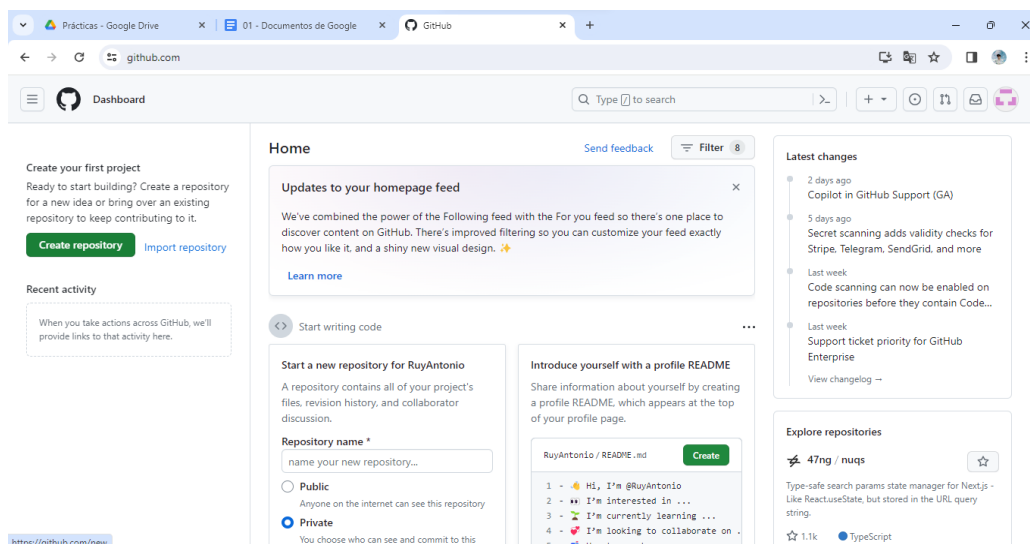 Prácticas - Google Drive
01 - Documentos de Google
GitHub
github.com
Dashboard
Type / to search
Create your first project
Ready to start building? Create a repository
for a new idea or bring over an existing
repository to keep contributing to it.
Create repository
Import repository
Recent activity
When you take actions across GitHub, we'll
provide links to that activity here.
https://github.com/new
Home
Send feedback
Filter 8
Updates to your homepage feed
We've combined the power of the Following feed with the For you feed so there's one place to
discover content on GitHub. There's improved filtering so you can customize your feed exactly
how you like it, and a shiny new visual design. ✨
Learn more
Start writing code
Start a new repository for RuyAntonio
A repository contains all of your project's
files, revision history, and collaborator
discussion.
Repository name *
name your new repository...
Public
Anyone on the internet can see this repository
Private
You choose who can see and commit to this
Introduce yourself with a profile README
Share information about yourself by creating
a profile README, which appears at the top
of your profile page.
RuyAntonio / README.md
Create
1 - 👋 Hi, I'm @RuyAntonio
2 - 👀 I'm interested in ...
3 - 🌱 I'm currently learning ...
4 - 💞️ I'm looking to collaborate on .
Latest changes
2 days ago
Copilot in GitHub Support (GA)
5 days ago
Secret scanning adds validity checks for
Stripe, Telegram, SendGrid, and more
Last week
Code scanning can now be enabled on
repositories before they contain Code...
Last week
Support ticket priority for GitHub
Enterprise
View changelog →
Explore repositories
47ng / nuqs
Type-safe search params state manager for Next.js -
Like React.useState, but stored in the URL query
string.
1.1k
TypeScript